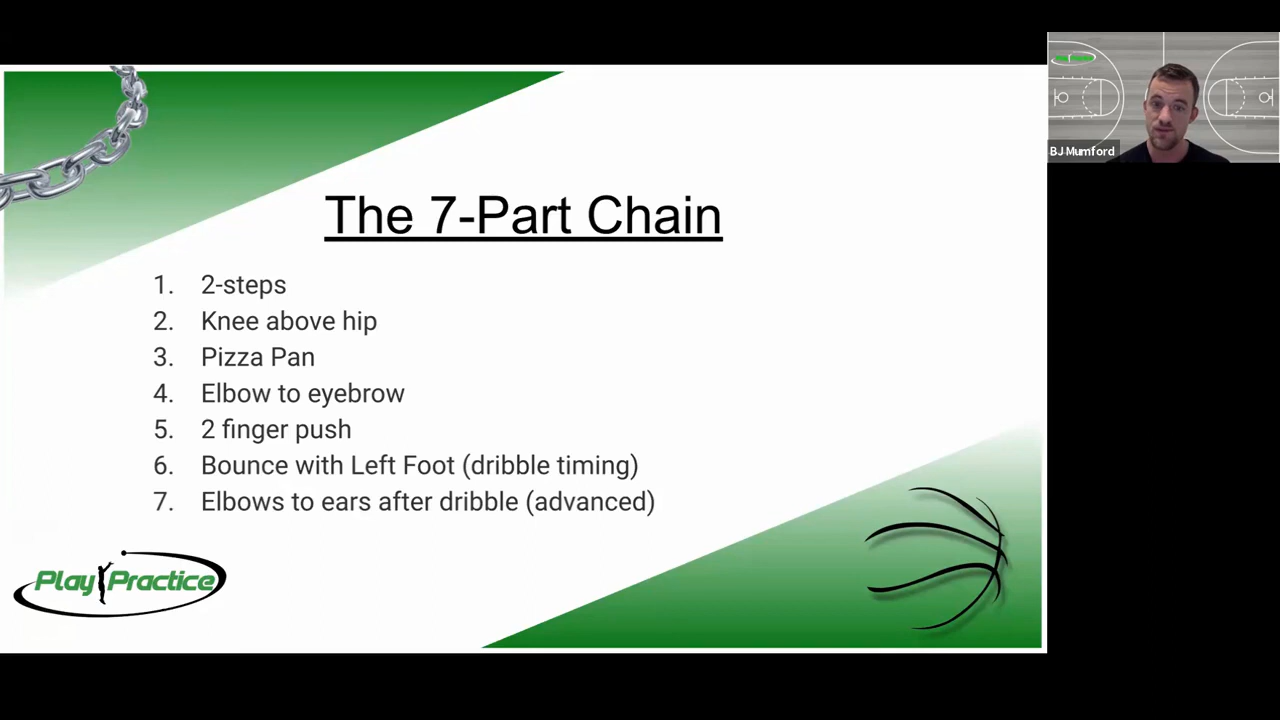 The 7-Part Chain
1. 2-steps
2. Knee above hip
3. Pizza Pan
4. Elbow to eyebrow
5. 2 finger push
6. Bounce with Left Foot (dribble timing)
7. Elbows to ears after dribble (advanced)
Play Practice
BJ Mumford